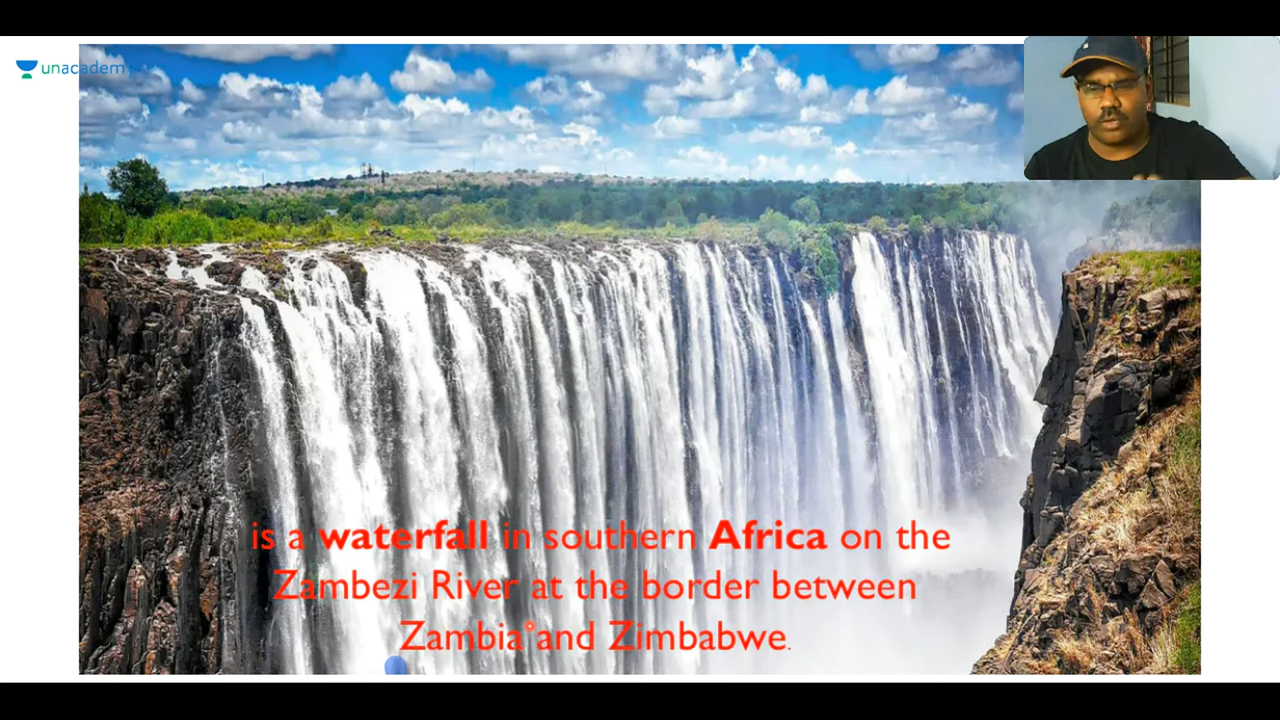 unacademy
is a waterfall in southern Africa on the
Zambezi River at the border between
Zambia and Zimbabwe.